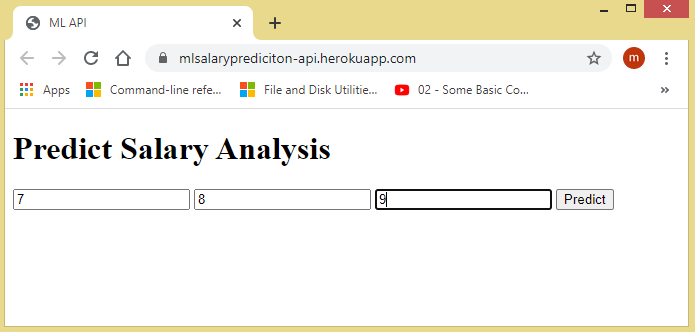 ML API
mlsalaryprediciton-api.herokuapp.com
m
Apps Command-line refe... File and Disk Utilitie... 02 - Some Basic Co...
Predict Salary Analysis
7 8 9 Predict